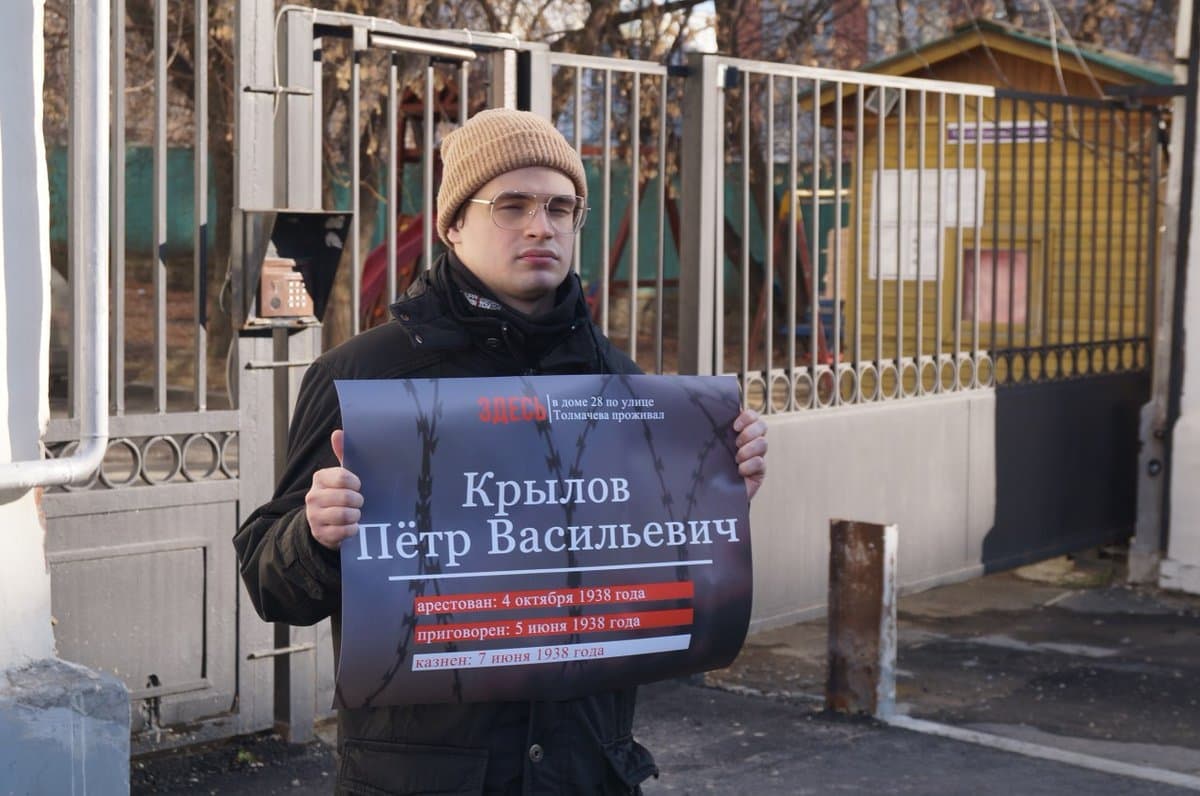 ЗДЕСЬ
в доме 28 по улице
Толмачева проживал
Крылов
Пётр Васильевич
арестован: 4 октября 1938 года
приговорен: 5 июня 1938 года
казнен: 7 июня 1938 года